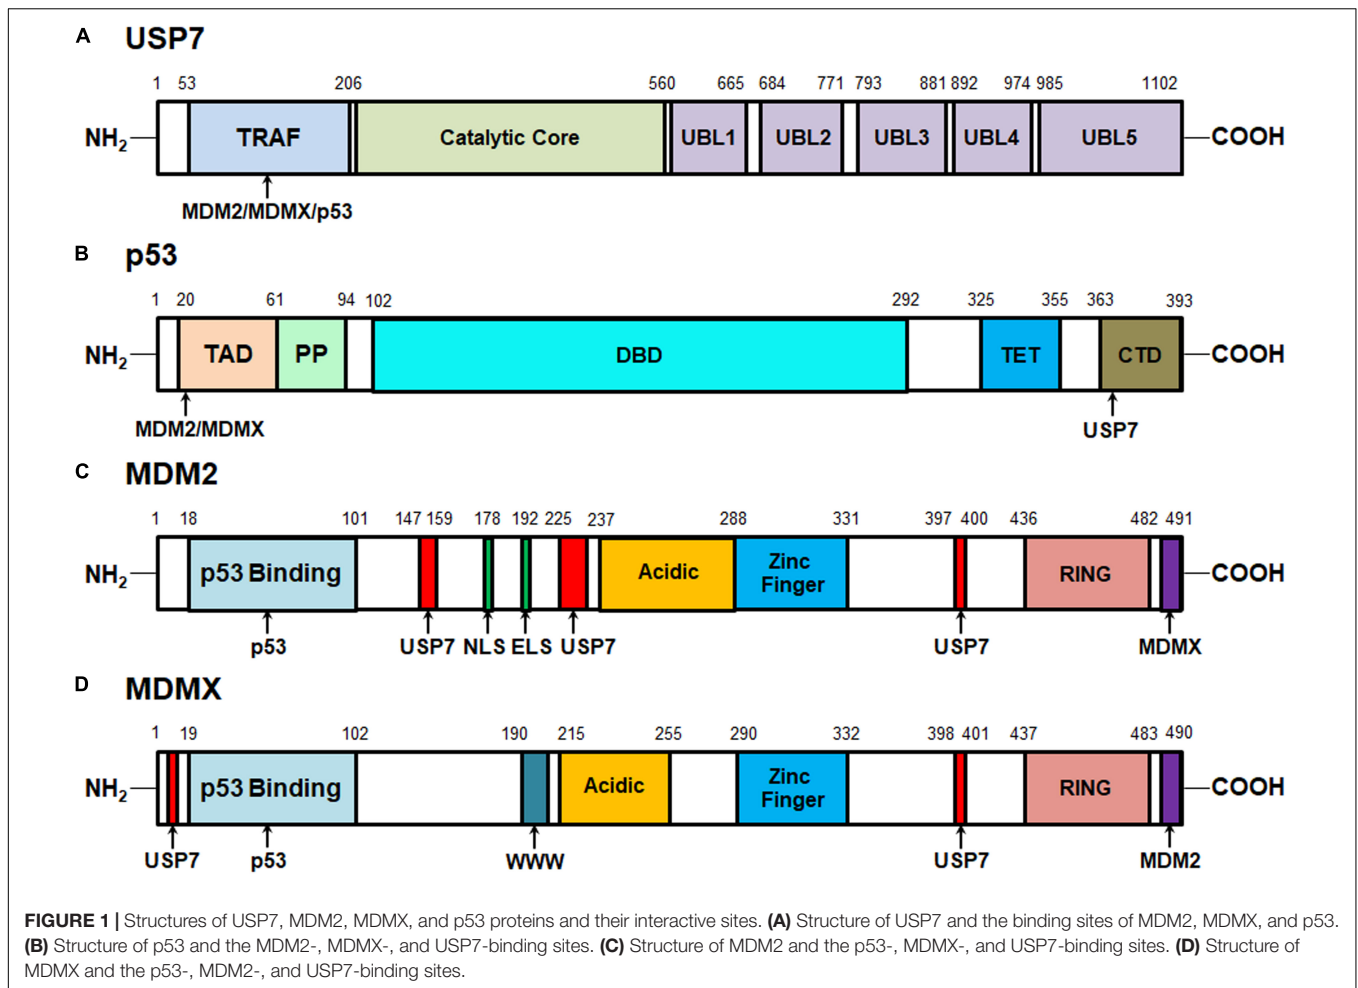 A USP7
1 53 206 560 665 684 771 793 881 892 974 985 1102
NH2 TRAF Catalytic Core UBL1 UBL2 UBL3 UBL4 UBL5 COOH
MDM2/MDMX/p53
B p53
1 20 61 94 102 292 325 355 363 393
NH2 TAD PP DBD TET CTD COOH
MDM2/MDMX USP7
C MDM2
1 18 101 147 159 178 192 225 237 288 331 397 400 436 482 491
NH2 p53 Binding Acidic Zinc Finger RING COOH
p53 USP7 NLS ELS USP7 USP7 MDMX
D MDMX
1 19 102 190 215 255 290 332 398 401 437 483 490
NH2 p53 Binding Acidic Zinc Finger RING COOH
USP7 p53 WWW USP7 MDM2
FIGURE 1 | Structures of USP7, MDM2, MDMX, and p53 proteins and their interactive sites. (A) Structure of USP7 and the binding sites of MDM2, MDMX, and p53.
(B) Structure of p53 and the MDM2-, MDMX-, and USP7-binding sites. (C) Structure of MDM2 and the p53-, MDMX-, and USP7-binding sites. (D) Structure of
MDMX and the p53-, MDM2-, and USP7-binding sites.